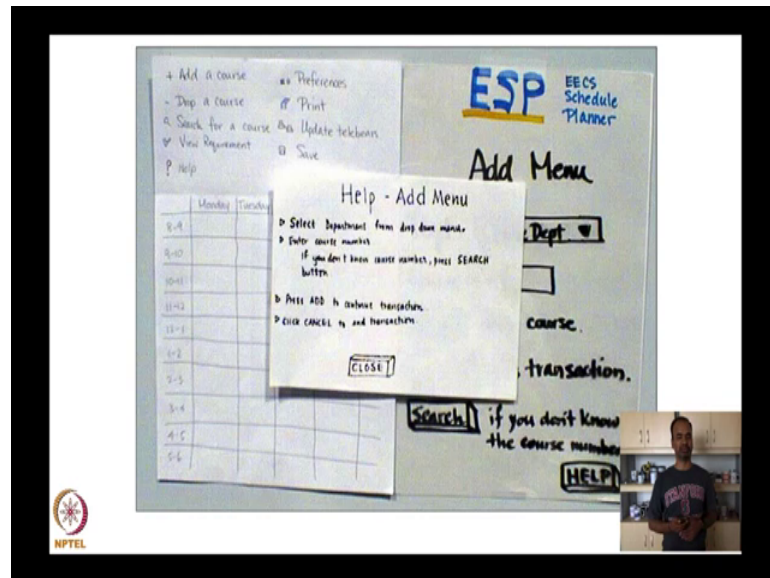 + Add a course
Preferences
- Drop a course
Print
Search for a course
Update telebears
View Requirement
Save
? Help
ESP
EECS
Schedule
Planner
Add Menu
Dept ▼
course.
transaction.
Search if you don't know
the course number
HELP
Monday Tuesday
8-9
9-10
10-11
11-12
12-1
1-2
2-3
3-4
4-5
5-6
Help - Add Menu
▷ Select Department from drop down menu.
▷ Enter course number
if you don't know course number, press SEARCH
button
▷ Press ADD to continue transaction.
▷ Click CANCEL to end transaction.
CLOSE
STANFORD
NPTEL